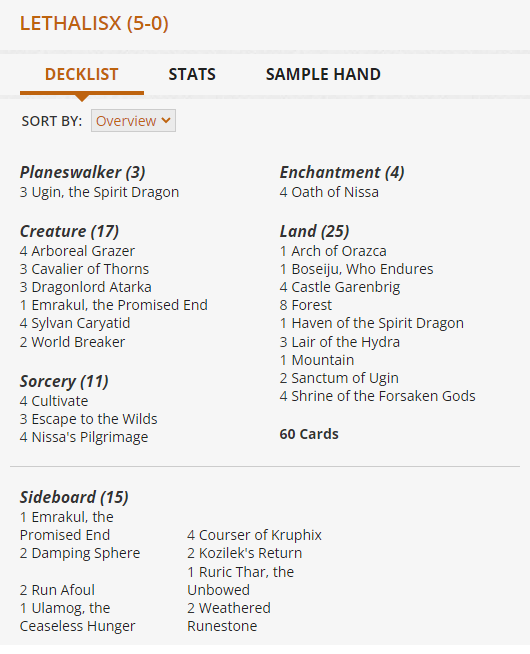 LETHALISX (5-0)
DECKLIST STATS SAMPLE HAND
SORT BY: Overview
Planeswalker (3)
3 Ugin, the Spirit Dragon
Creature (17)
4 Arboreal Grazer
3 Cavalier of Thorns
3 Dragonlord Atarka
1 Emrakul, the Promised End
4 Sylvan Caryatid
2 World Breaker
Sorcery (11)
4 Cultivate
3 Escape to the Wilds
4 Nissa's Pilgrimage
Enchantment (4)
4 Oath of Nissa
Land (25)
1 Arch of Orazca
1 Boseiju, Who Endures
4 Castle Garenbrig
8 Forest
1 Haven of the Spirit Dragon
3 Lair of the Hydra
1 Mountain
2 Sanctum of Ugin
4 Shrine of the Forsaken Gods
60 Cards
Sideboard (15)
1 Emrakul, the
Promised End
2 Damping Sphere
2 Run Afoul
1 Ulamog, the
Ceaseless Hunger
4 Courser of Kruphix
2 Kozilek's Return
1 Ruric Thar, the
Unbowed
2 Weathered
Runestone